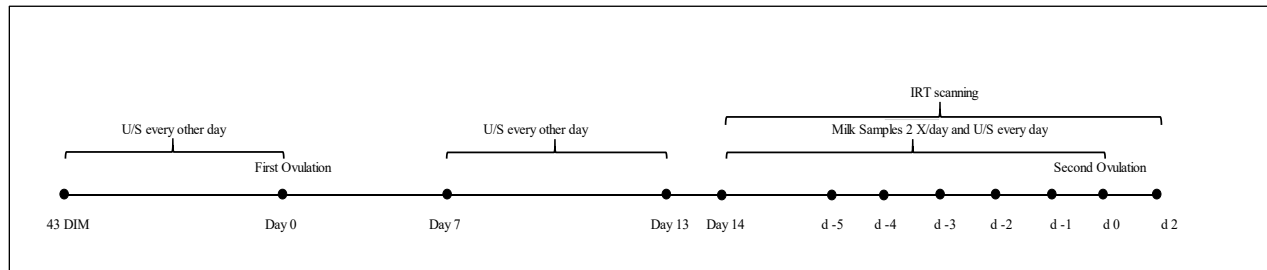 IRT scanning
U/S every other day
U/S every other day
Milk Samples 2 X/day and U/S every day
First Ovulation
Second Ovulation
43 DIM
Day 0
Day 7
Day 13
Day 14
d -5
d -4
d -3
d -2
d -1
d 0
d 2